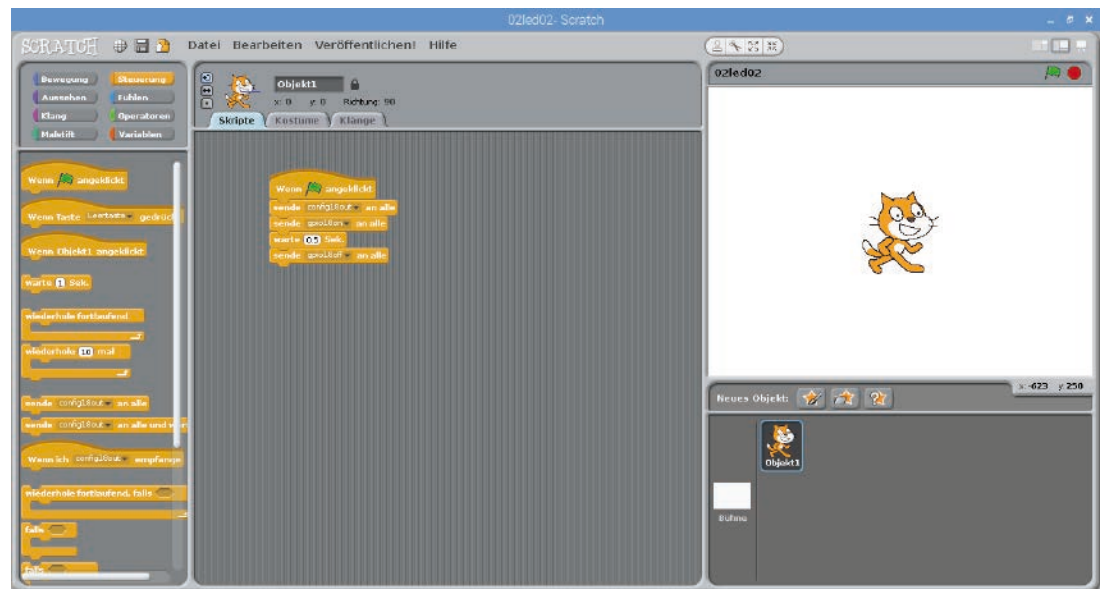 02led02- Scratch
SCRATCH Datei Bearbeiten Veröffentlichen! Hilfe
Bewegung Steuerung
Aussehen Fühlen
Klang Operatoren
Malstift Variablen
Objekt1
x: 0 y: 0 Richtung: 90
Skripte Kostüme Klänge
02led02
Wenn angeklickt
Wenn Taste Leertaste gedrück
Wenn Objekt1 angeklickt
warte 1 Sek.
wiederhole fortlaufend
wiederhole 10 mal
sende config18out an alle
sende config18out an alle und w
Wenn ich config18out empfange
wiederhole fortlaufend, falls
falls
falls
Wenn angeklickt
sende config18out an alle
sende gpio18on an alle
warte 0.5 Sek.
sende gpio18off an alle
x: -623 y: 250
Neues Objekt:
Objekt1
Bühne